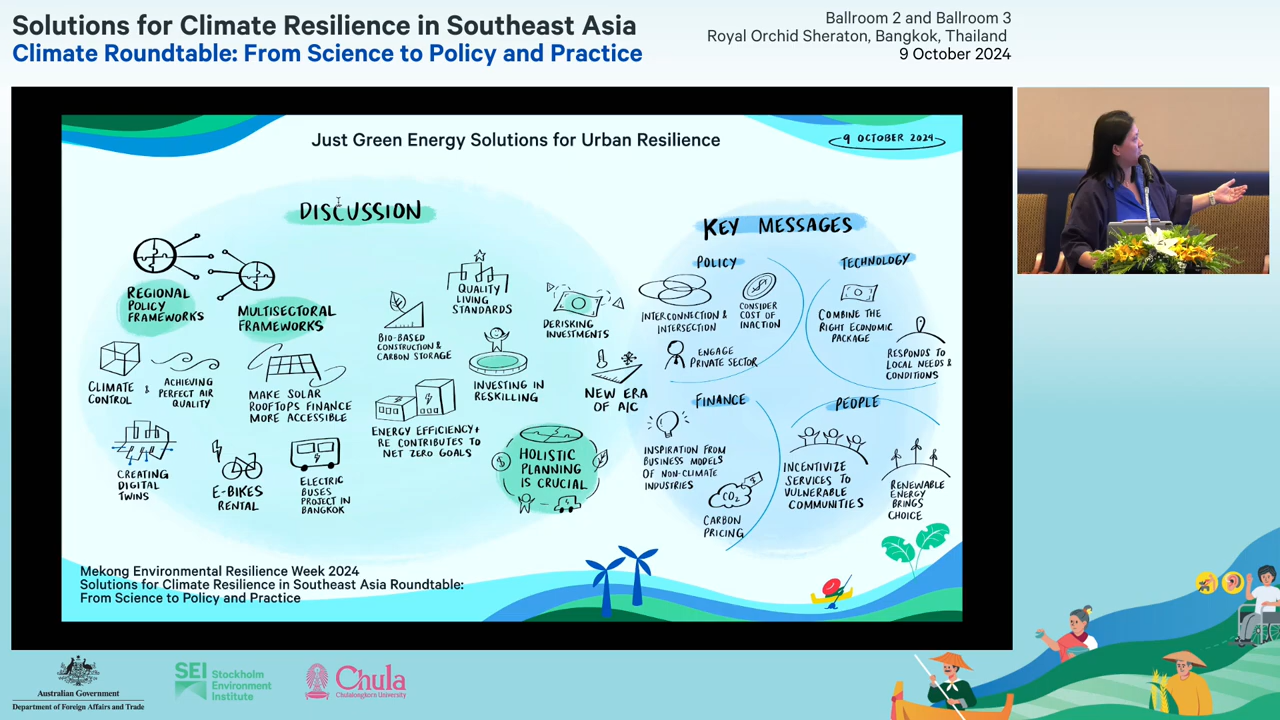 Solutions for Climate Resilience in Southeast Asia
Climate Roundtable: From Science to Policy and Practice
Ballroom 2 and Ballroom 3
Royal Orchid Sheraton, Bangkok, Thailand
9 October 2024
Just Green Energy Solutions for Urban Resilience
9 OCTOBER 2024
DISCUSSION
REGIONAL
POLICY
FRAMEWORKS
MULTISECTORAL
FRAMEWORKS
QUALITY
LIVING
STANDARDS
BIO-BASED
CONSTRUCTION &
CARBON STORAGE
DERISKING
INVESTMENTS
CLIMATE
CONTROL
&
ACHIEVING
PERFECT AIR
QUALITY
MAKE SOLAR
ROOFTOPS FINANCE
MORE ACCESSIBLE
INVESTING IN
RESKILLING
NEW ERA
OF A/C
ENERGY EFFICIENCY+
RE CONTRIBUTES TO
NET ZERO GOALS
CREATING
DIGITAL
TWINS
E-BIKES
RENTAL
ELECTRIC
BUSES
PROJECT IN
BANGKOK
HOLISTIC
PLANNING
IS CRUCIAL
KEY MESSAGES
POLICY
INTERCONNECTION &
INTERSECTION
CONSIDER
COST OF
INACTION
ENGAGE
PRIVATE SECTOR
TECHNOLOGY
COMBINE THE
RIGHT ECONOMIC
PACKAGE
RESPONDS TO
LOCAL NEEDS &
CONDITIONS
FINANCE
INSPIRATION FROM
BUSINESS MODELS
OF NON-CLIMATE
INDUSTRIES
CO2
CARBON
PRICING
PEOPLE
INCENTIVIZE
SERVICES TO
VULNERABLE
COMMUNITIES
RENEWABLE
ENERGY
BRINGS
CHOICE
Mekong Environmental Resilience Week 2024
Solutions for Climate Resilience in Southeast Asia Roundtable:
From Science to Policy and Practice
Australian Government
Department of Foreign Affairs and Trade
SEI
Stockholm
Environment
Institute
Chula
Chulalongkorn University